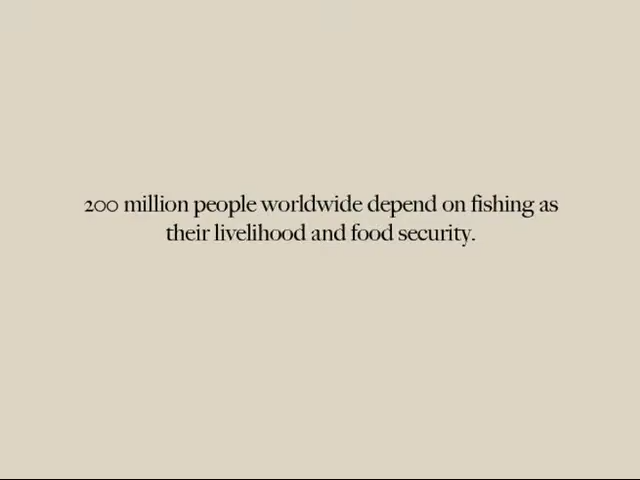 200 million people worldwide depend on fishing as
their livelihood and food security.